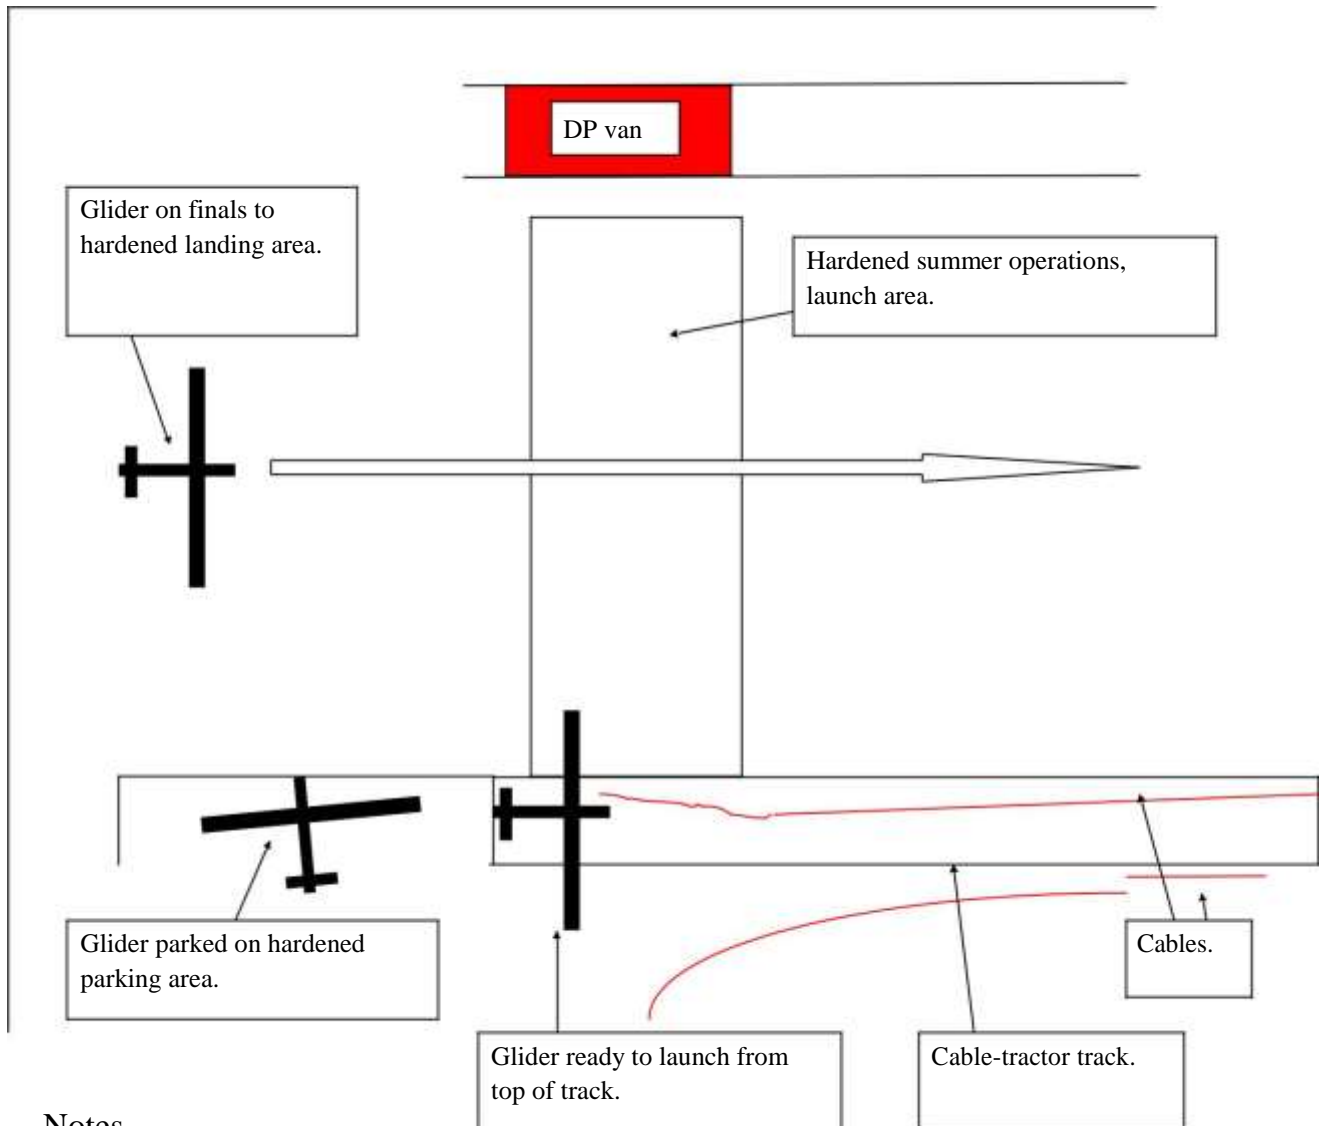 DP van
Glider on finals to
hardened landing area.
Hardened summer operations,
launch area.
Glider parked on hardened
parking area.
Cables.
Glider ready to launch from
top of track.
Cable-tractor track.
Notes